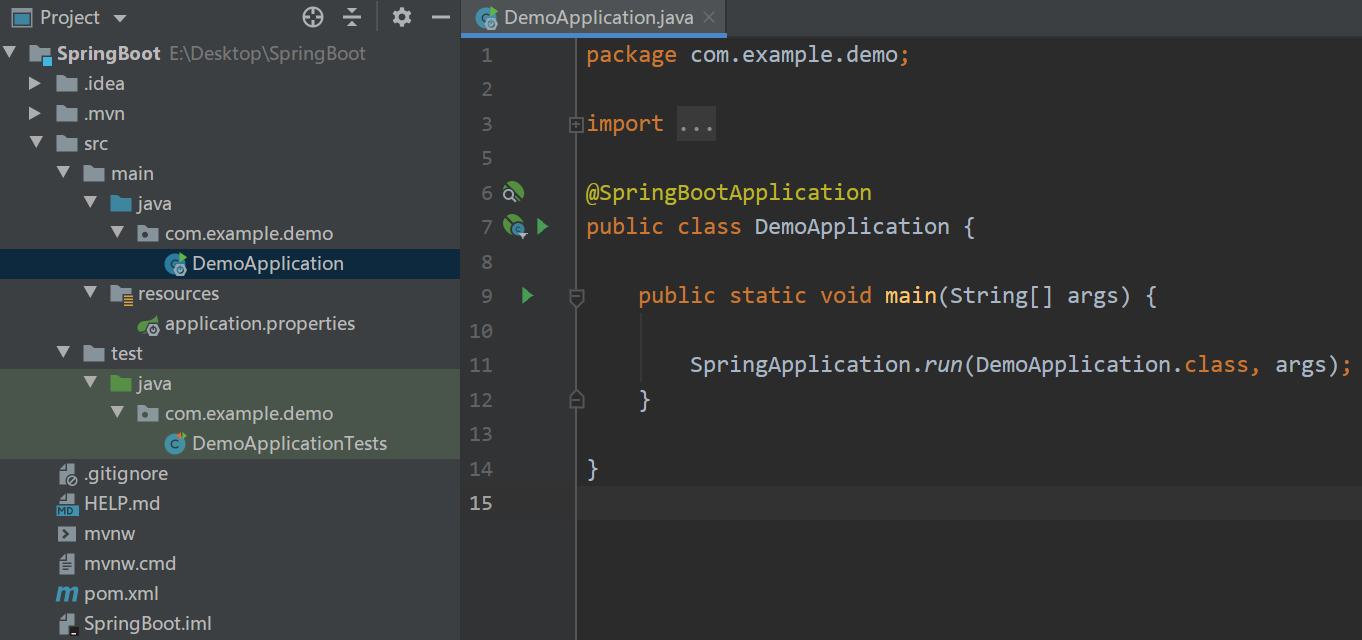 Project
SpringBoot E:\Desktop\SpringBoot
.idea
.mvn
src
main
java
com.example.demo
DemoApplication
resources
application.properties
test
java
com.example.demo
DemoApplicationTests
.gitignore
HELP.md
mvnw
mvnw.cmd
pom.xml
SpringBoot.iml
DemoApplication.java
1 package com.example.demo;
2
3 import ...
5
6 @SpringBootApplication
7 public class DemoApplication {
8
9 public static void main(String[] args) {
10
11 SpringApplication.run(DemoApplication.class, args);
12 }
13
14 }
15